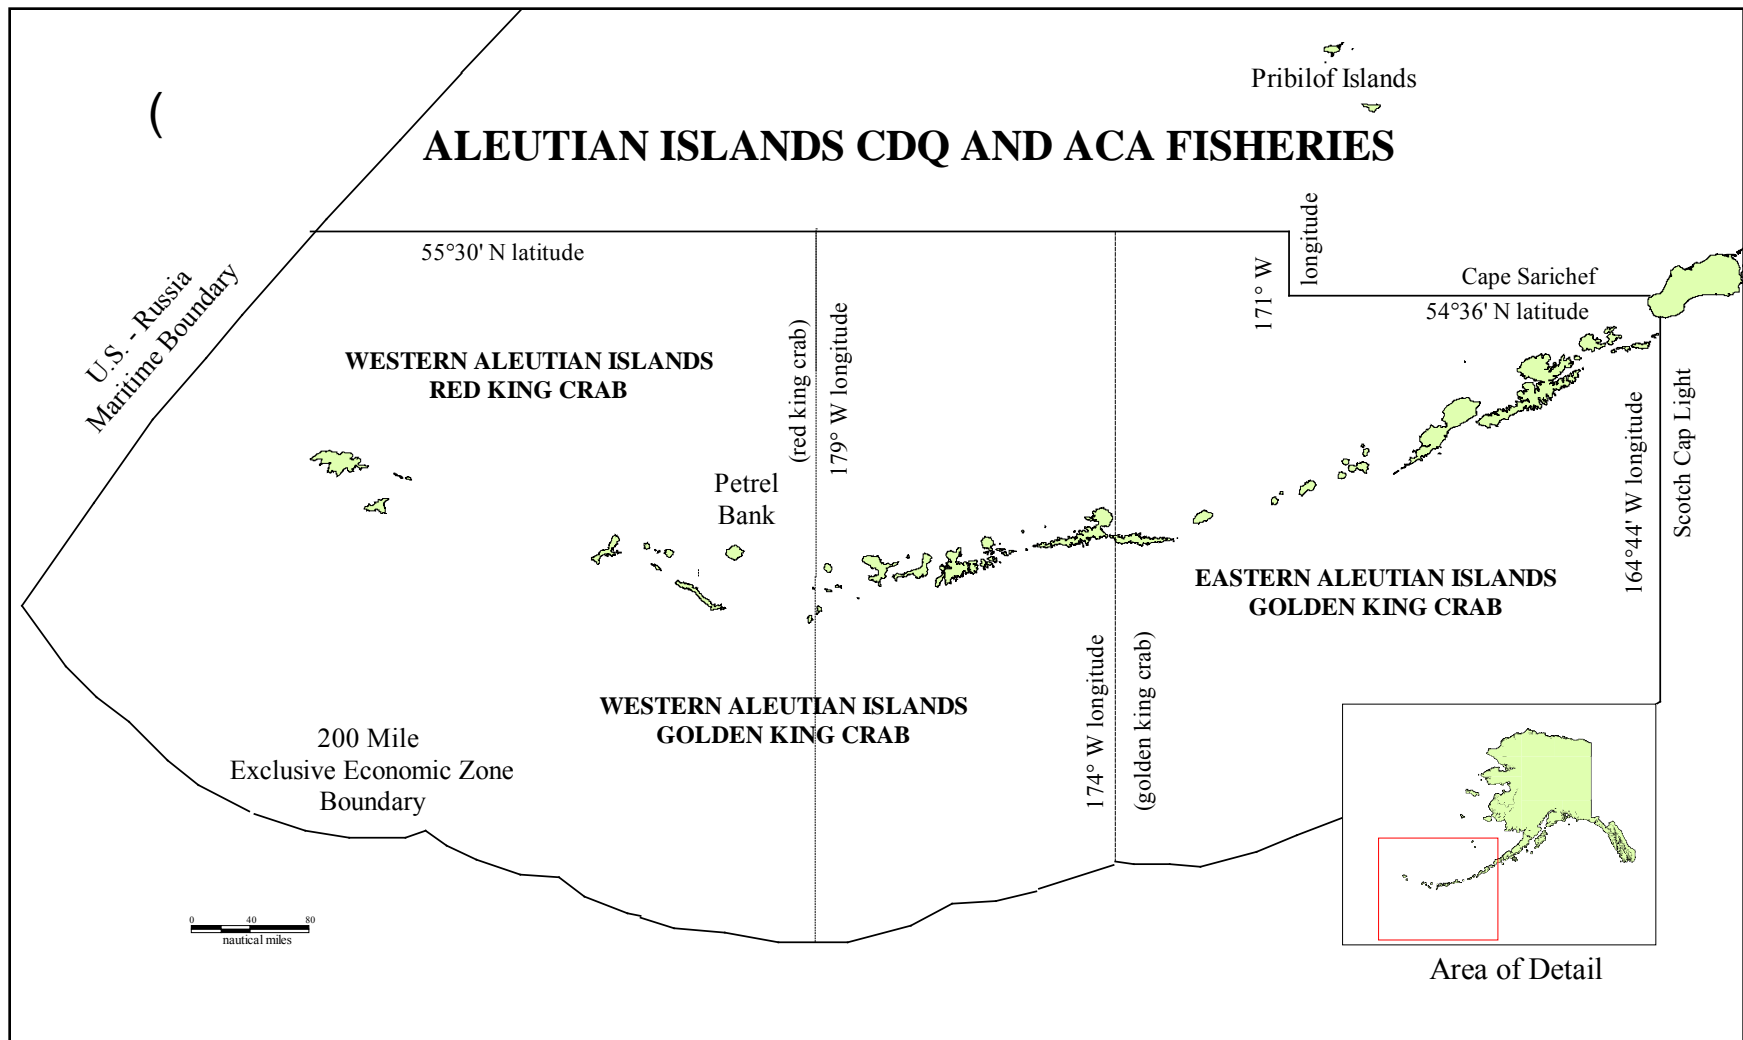 Pribilof Islands
(
ALEUTIAN ISLANDS CDQ AND ACA FISHERIES
55°30' N latitude
171° W
longitude
Cape Sarichef
54°36' N latitude
U.S. - Russia
Maritime Boundary
WESTERN ALEUTIAN ISLANDS
RED KING CRAB
(red king crab)
179° W longitude
Petrel
Bank
164°44' W longitude
Scotch Cap Light
EASTERN ALEUTIAN ISLANDS
GOLDEN KING CRAB
174° W longitude
(golden king crab)
WESTERN ALEUTIAN ISLANDS
GOLDEN KING CRAB
200 Mile
Exclusive Economic Zone
Boundary
0 40 80
nautical miles
Area of Detail